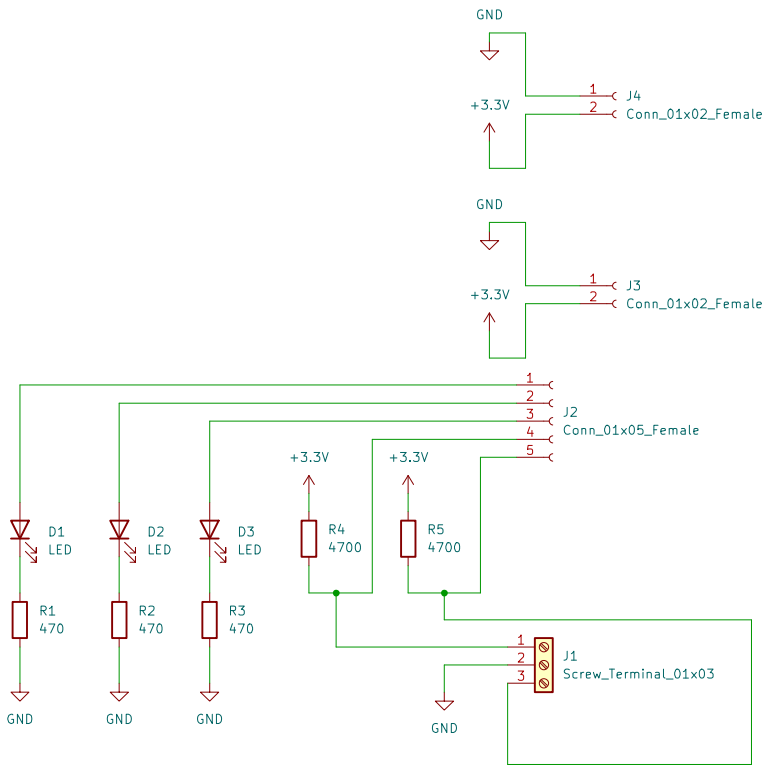 GND
1
J4
+3.3V
2
Conn_01x02_Female
GND
1
J3
+3.3V
2
Conn_01x02_Female
1
2
3
J2
4
Conn_01x05_Female
5
+3.3V
+3.3V
D1
LED
D2
LED
D3
LED
R4
4700
R5
4700
R1
470
R2
470
R3
470
1
2
3
J1
Screw_Terminal_01x03
GND
GND
GND
GND